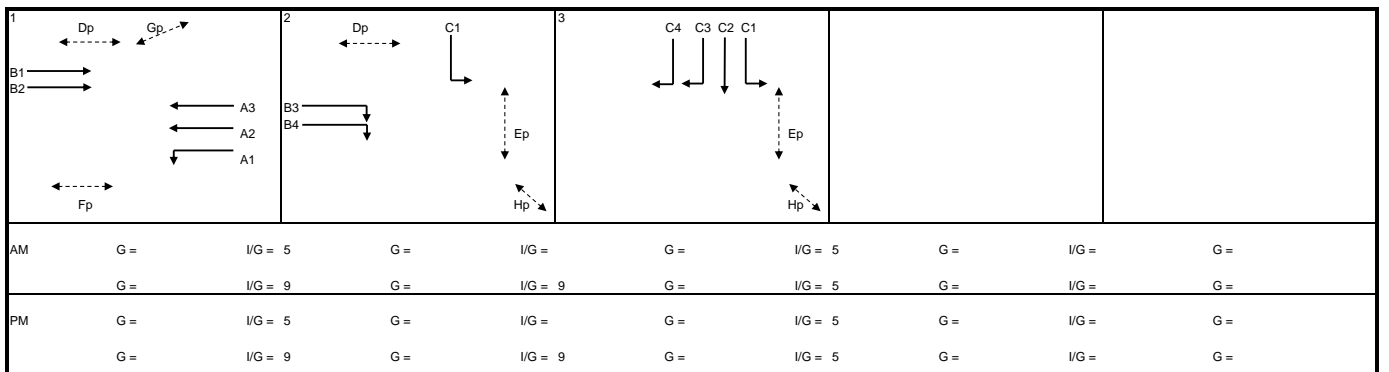 1
Dp
Gp
B1
B2
A3
A2
A1
Fp
2
Dp
C1
B3
B4
Ep
Hp
3
C4 C3 C2 C1
Ep
Hp
AM G = I/G = 5 G = I/G = G = I/G = 5 G = I/G = G =
G = I/G = 9 G = I/G = 9 G = I/G = 5 G = I/G = G =
PM G = I/G = 5 G = I/G = G = I/G = 5 G = I/G = G =
G = I/G = 9 G = I/G = 9 G = I/G = 5 G = I/G = G =